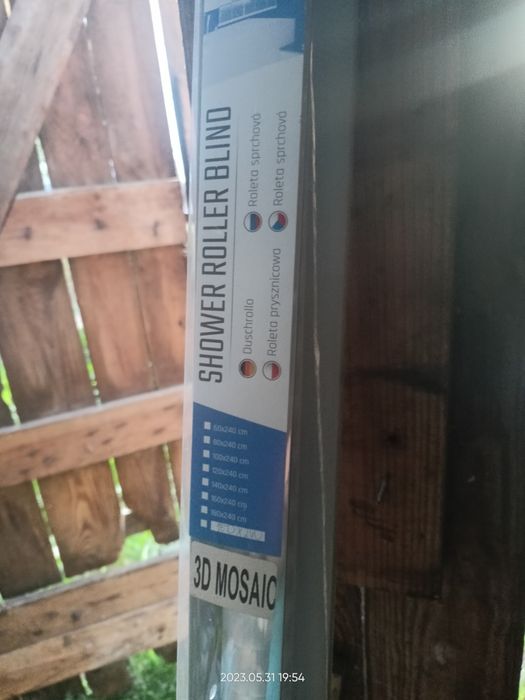 SHOWER ROLLER BLIND
Duschrollo
Roleta sprchová
Roleta prysznicowa
Roleta sprchová
60x240 cm
80x240 cm
100x240 cm
120x240 cm
140x240 cm
160x240 cm
180x240 cm
3D MOSAIC
2023.05.31 19:54